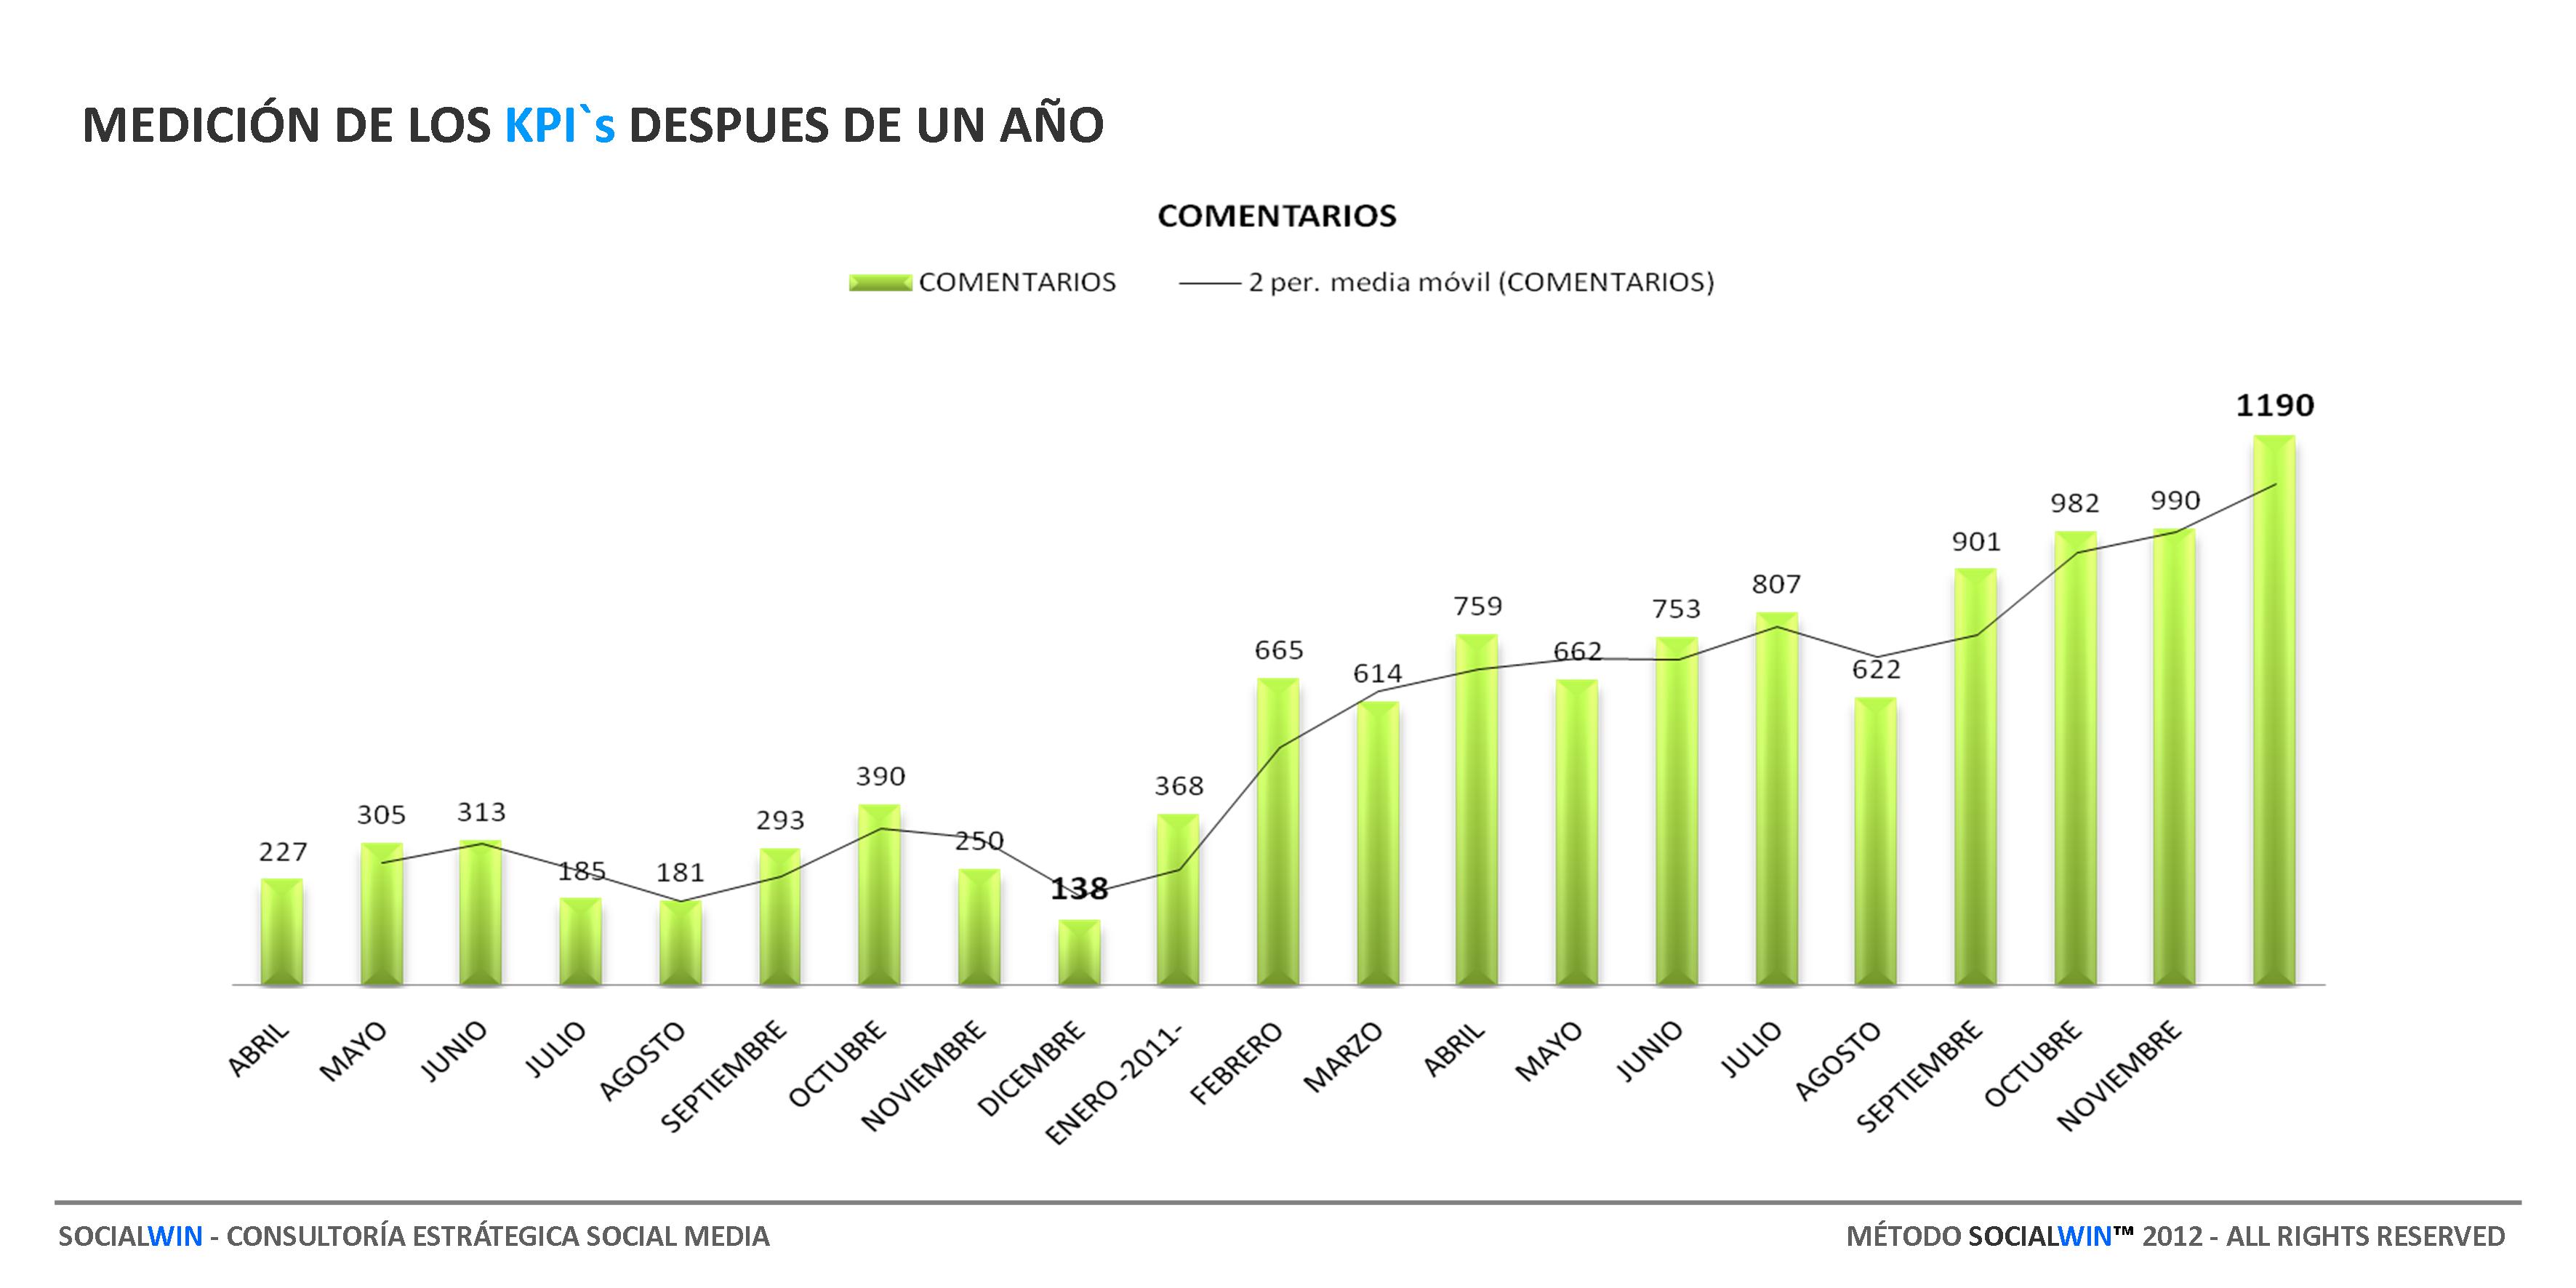 MEDICIÓN DE LOS KPI`s DESPUES DE UN AÑO
COMENTARIOS
COMENTARIOS 2 per. media móvil (COMENTARIOS)
227 305 313 185 181 293 390 250 138 368 665 614 759 662 753 807 622 901 982 990 1190
ABRIL MAYO JUNIO JULIO AGOSTO SEPTIEMBRE OCTUBRE NOVIEMBRE DICEMBRE ENERO -2011- FEBRERO MARZO ABRIL MAYO JUNIO JULIO AGOSTO SEPTIEMBRE OCTUBRE NOVIEMBRE
SOCIALWIN - CONSULTORÍA ESTRÁTEGICA SOCIAL MEDIA MÉTODO SOCIALWIN™ 2012 - ALL RIGHTS RESERVED